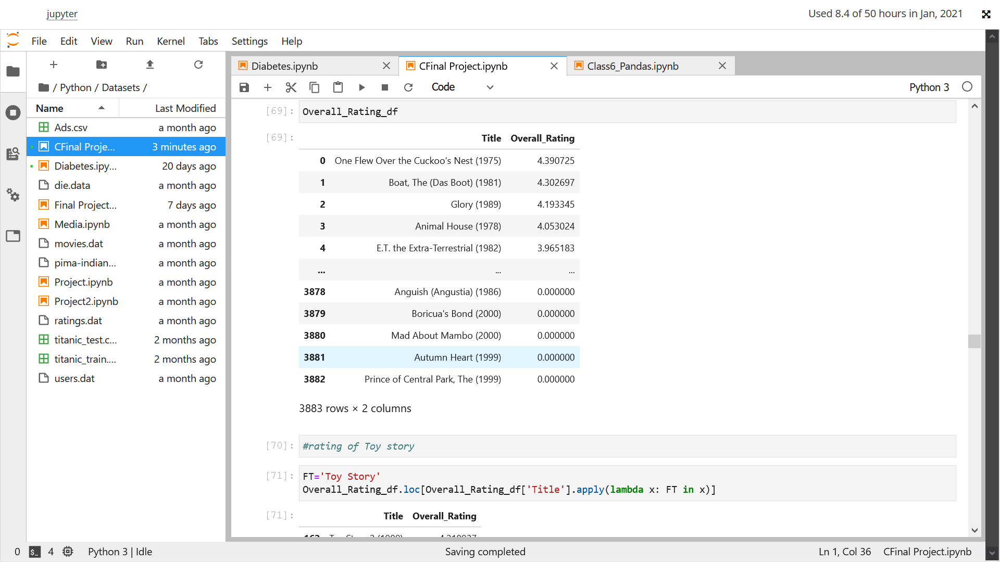 jupyter
Used 8.4 of 50 hours in Jan, 2021
File Edit View Run Kernel Tabs Settings Help
/ Python / Datasets /
Name Last Modified
Ads.csv a month ago
CFinal Proje... 3 minutes ago
Diabetes.ipy... 20 days ago
die.data a month ago
Final Project... 7 days ago
Media.ipynb a month ago
movies.dat a month ago
pima-indian... a month ago
Project.ipynb a month ago
Project2.ipynb a month ago
ratings.dat a month ago
titanic_test.c... 2 months ago
titanic_train.... 2 months ago
users.dat a month ago
Diabetes.ipynb CFinal Project.ipynb Class6_Pandas.ipynb
Code Python 3
[69]: Overall_Rating_df
[69]:
Title Overall_Rating
0 One Flew Over the Cuckoo's Nest (1975) 4.390725
1 Boat, The (Das Boot) (1981) 4.302697
2 Glory (1989) 4.193345
3 Animal House (1978) 4.053024
4 E.T. the Extra-Terrestrial (1982) 3.965183
... ... ...
3878 Anguish (Angustia) (1986) 0.000000
3879 Boricua's Bond (2000) 0.000000
3880 Mad About Mambo (2000) 0.000000
3881 Autumn Heart (1999) 0.000000
3882 Prince of Central Park, The (1999) 0.000000
3883 rows × 2 columns
[70]: #rating of Toy story
[71]: FT='Toy Story'
Overall_Rating_df.loc[Overall_Rating_df['Title'].apply(lambda x: FT in x)]
[71]:
Title Overall_Rating
0 $_ 4 Python 3 | Idle Saving completed Ln 1, Col 36 CFinal Project.ipynb